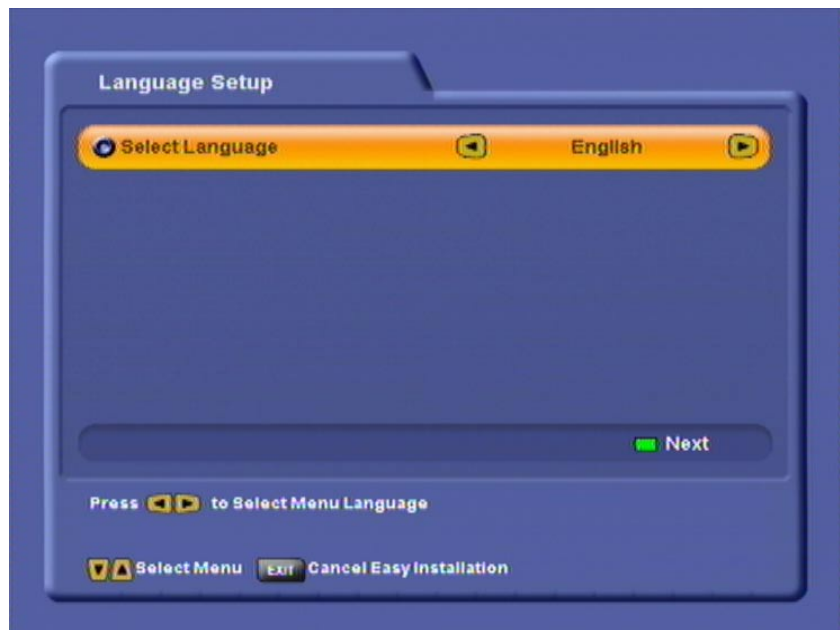 Language Setup
Select Language English
Next
Press to Select Menu Language
Select Menu EXIT Cancel Easy Installation